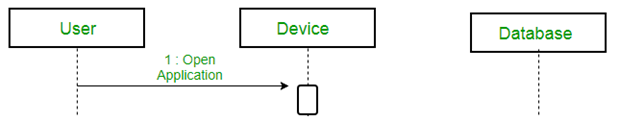 User
Device
Database
1 : Open
Application